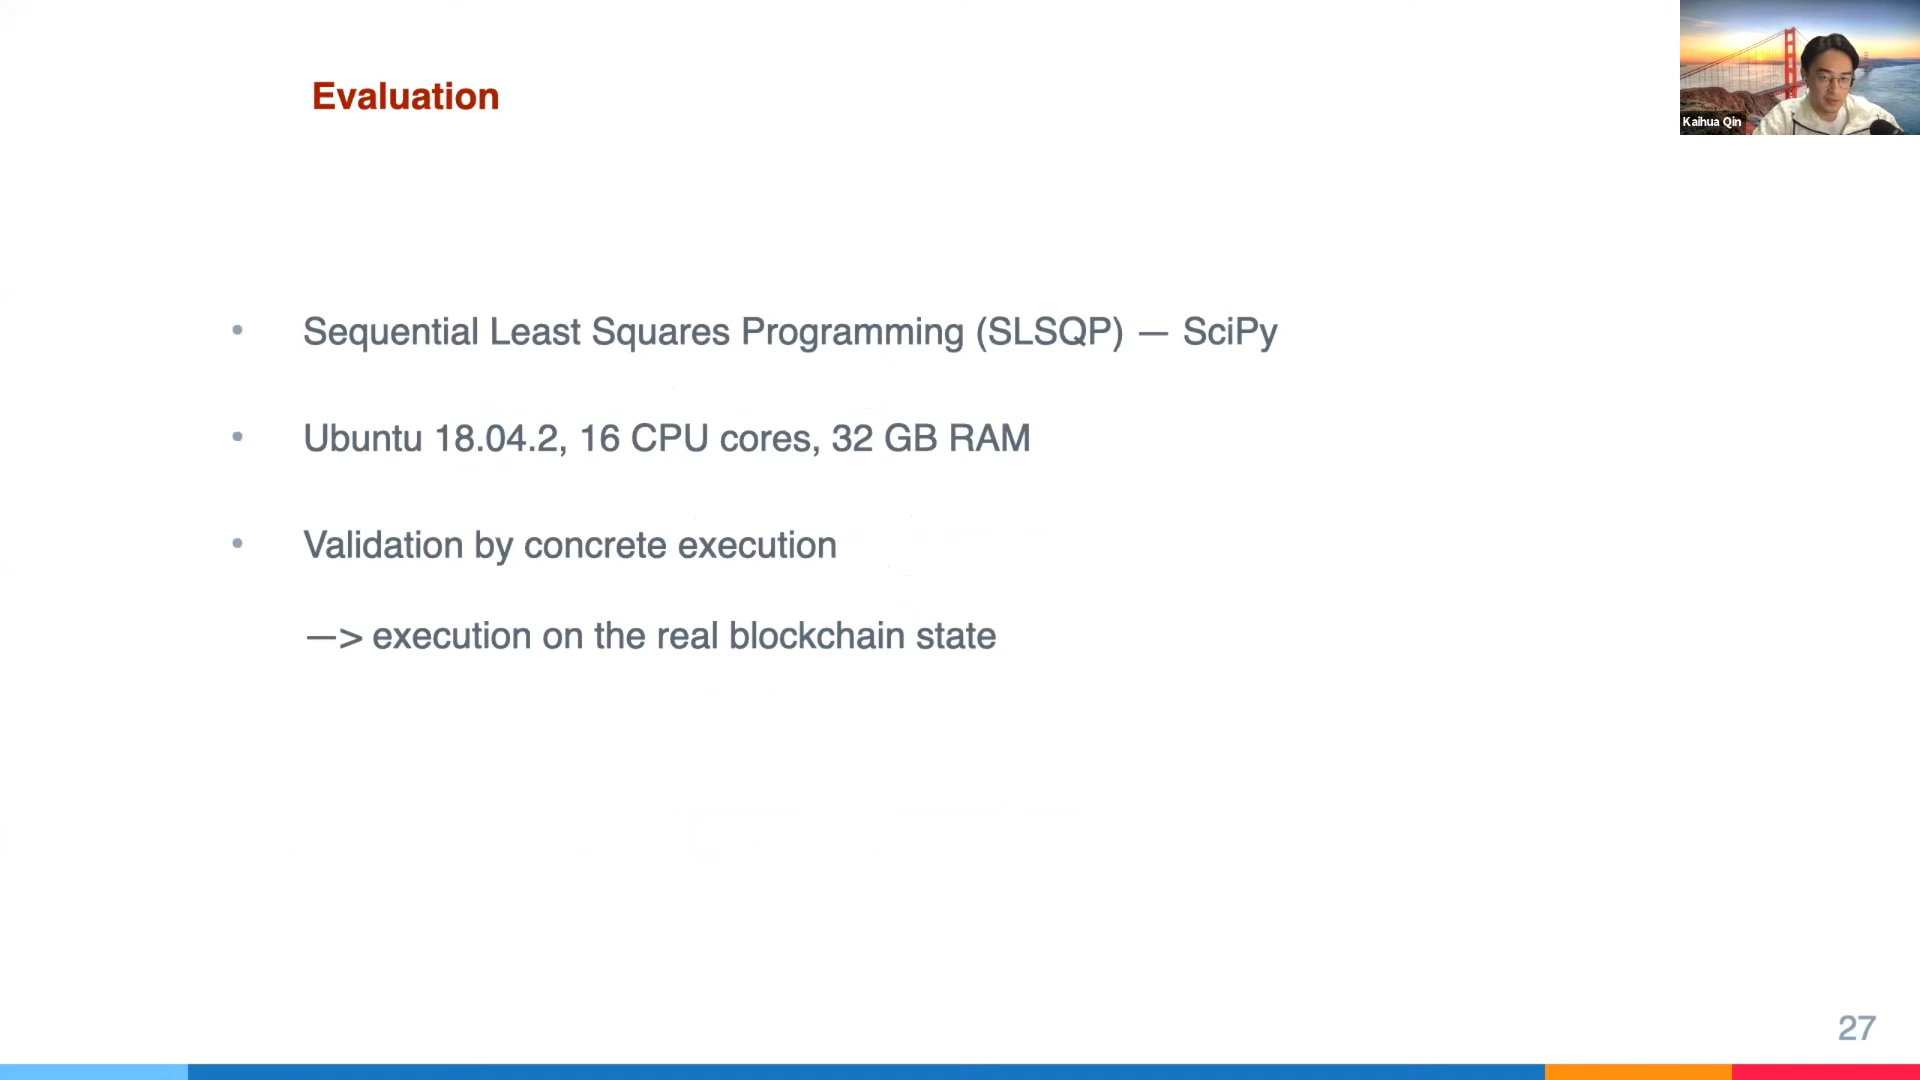 Evaluation
Kaihua Qin
• Sequential Least Squares Programming (SLSQP) — SciPy
• Ubuntu 18.04.2, 16 CPU cores, 32 GB RAM
• Validation by concrete execution
—> execution on the real blockchain state
27